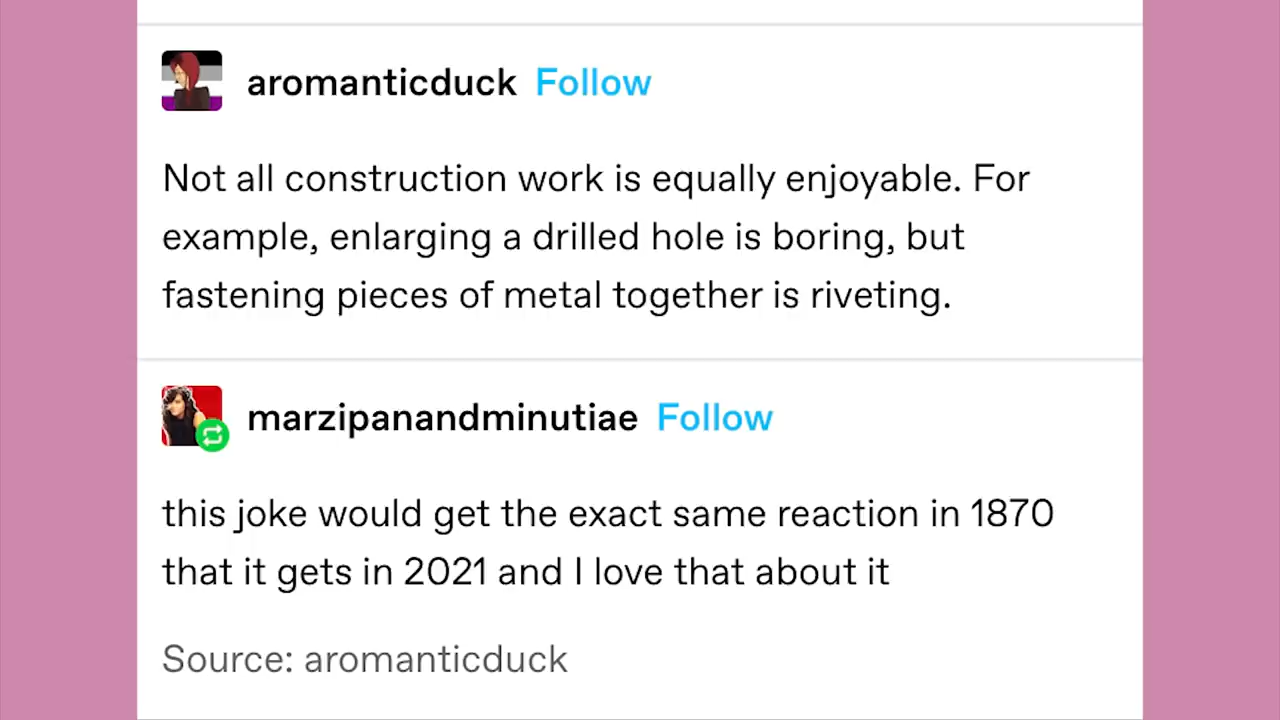 aromanticduck Follow
Not all construction work is equally enjoyable. For
example, enlarging a drilled hole is boring, but
fastening pieces of metal together is riveting.
marzipanandminutiae Follow
this joke would get the exact same reaction in 1870
that it gets in 2021 and I love that about it
Source: aromanticduck